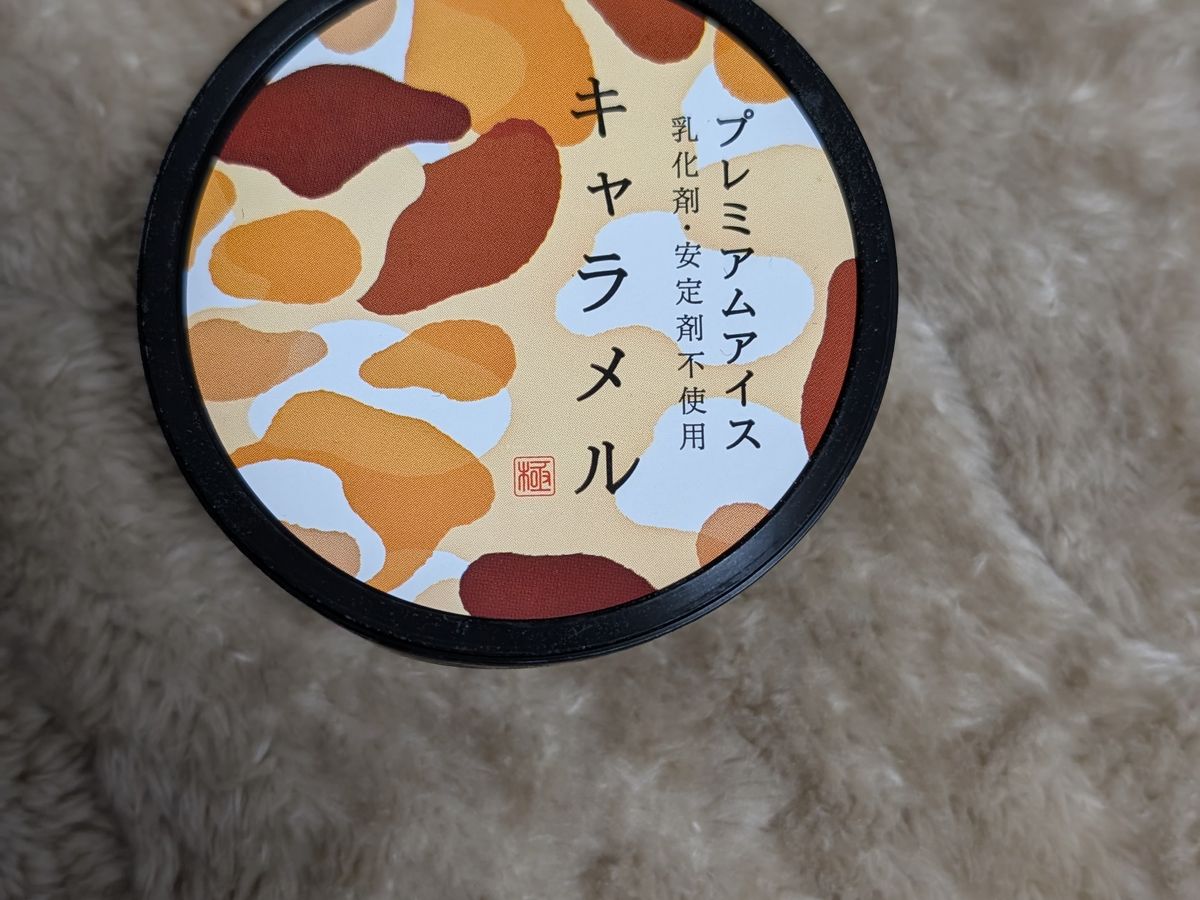 プレミアムアイス
乳化剤・安定剤不使用
キャラメル
極